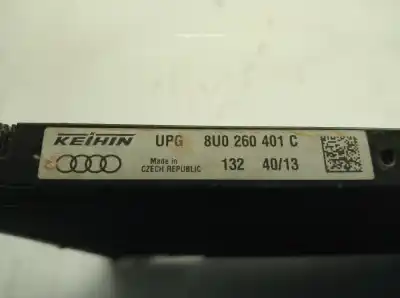 KEIHIN UPG 8U0 260 401 C
Made in
CZECH REPUBLIC 132 40/13